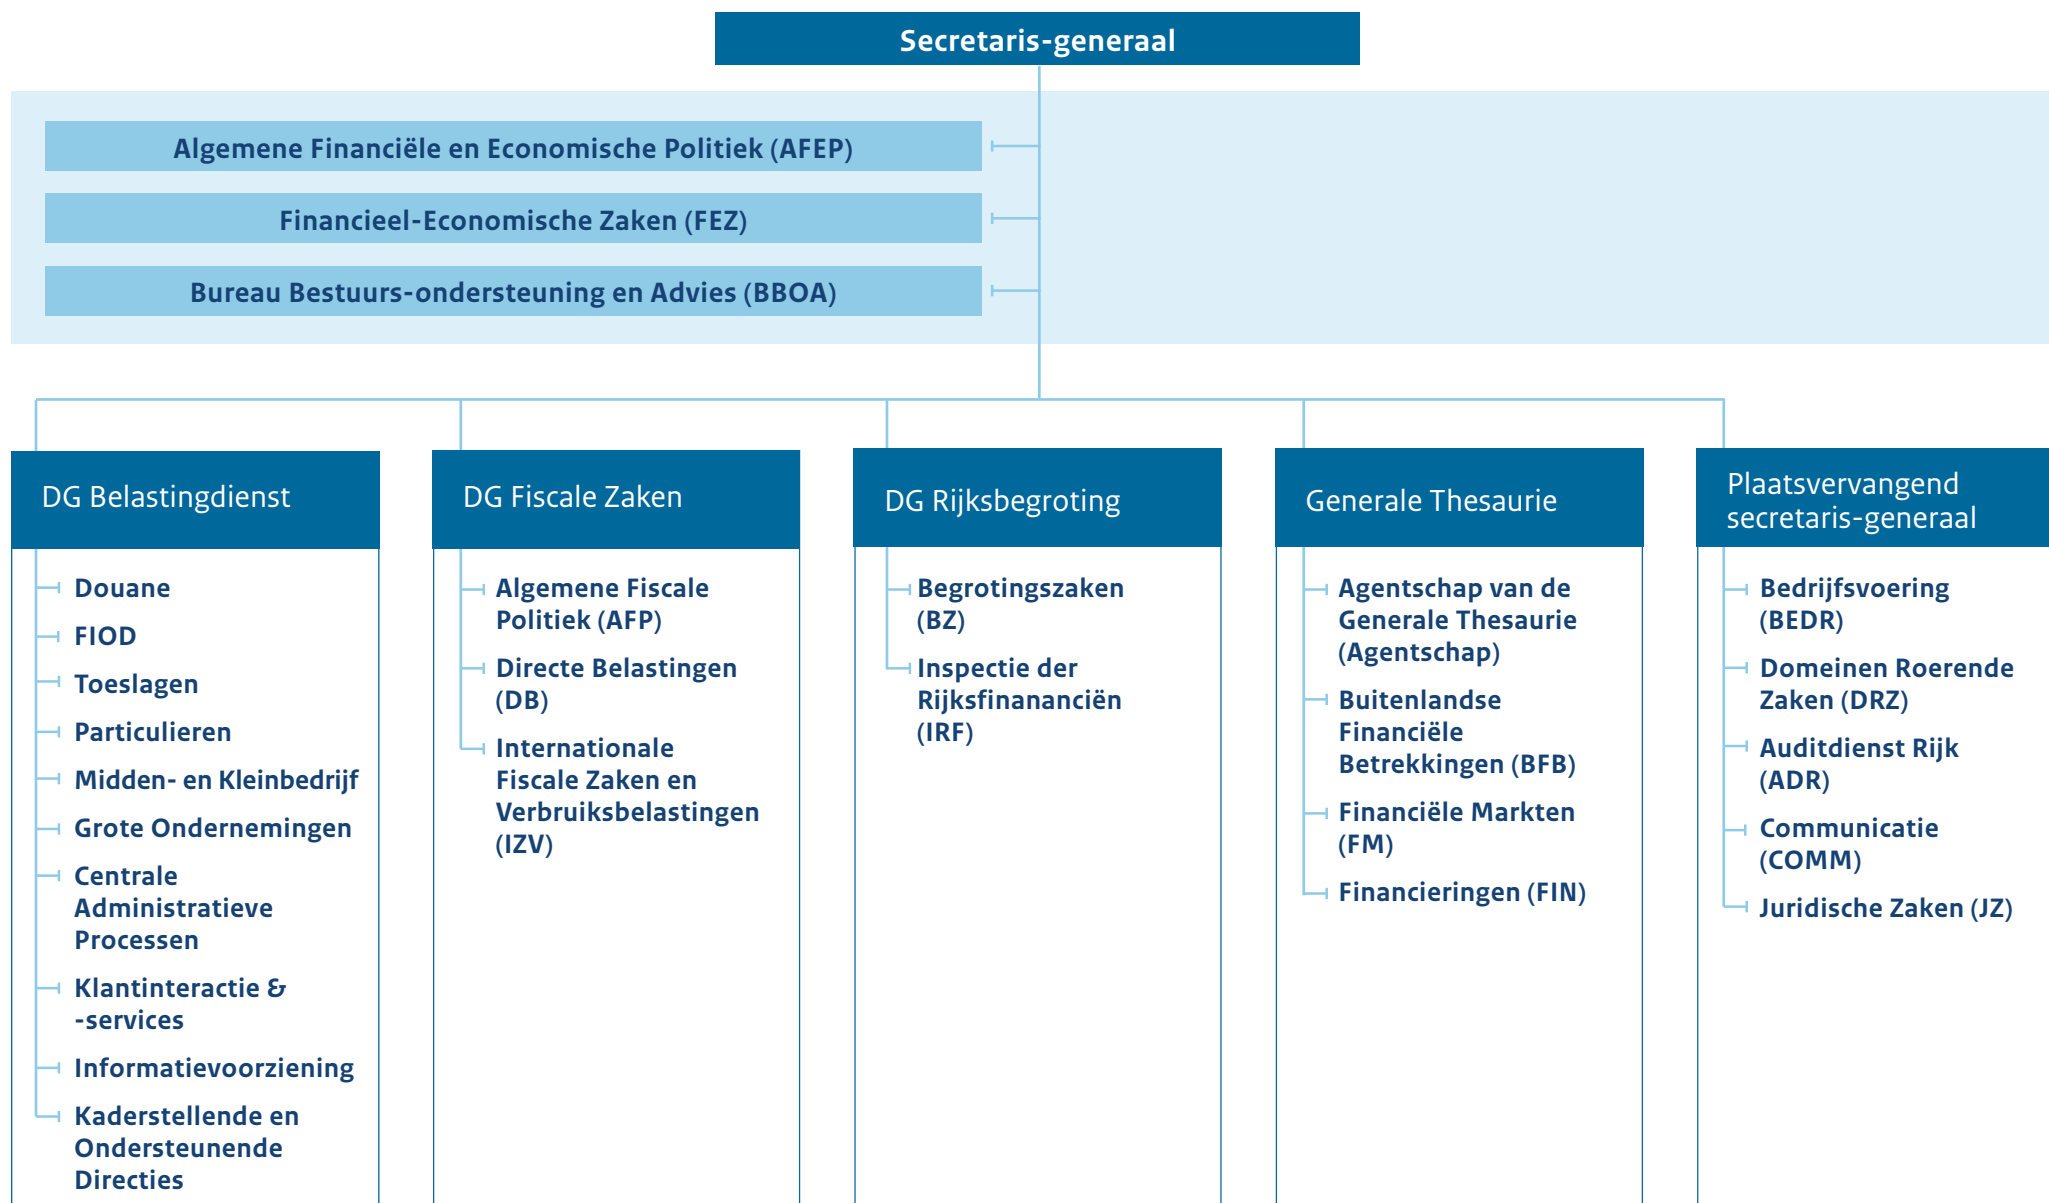 Secretaris-generaal
Algemene Financiële en Economische Politiek (AFEP)
Financieel-Economische Zaken (FEZ)
Bureau Bestuurs-ondersteuning en Advies (BBOA)
DG Belastingdienst
Douane
FIOD
Toeslagen
Particulieren
Midden- en Kleinbedrijf
Grote Ondernemingen
Centrale
Administratieve
Processen
Klantinteractie &
-services
Informatievoorziening
Kaderstellende en
Ondersteunende
Directies
DG Fiscale Zaken
Algemene Fiscale
Politiek (AFP)
Directe Belastingen
(DB)
Internationale
Fiscale Zaken en
Verbruiksbelastingen
(IZV)
DG Rijksbegroting
Begrotingszaken
(BZ)
Inspectie der
Rijksfinananciën
(IRF)
Generale Thesaurie
Agentschap van de
Generale Thesaurie
(Agentschap)
Buitenlandse
Financiële
Betrekkingen (BFB)
Financiële Markten
(FM)
Financieringen (FIN)
Plaatsvervangend
secretaris-generaal
Bedrijfsvoering
(BEDR)
Domeinen Roerende
Zaken (DRZ)
Auditdienst Rijk
(ADR)
Communicatie
(COMM)
Juridische Zaken (JZ)